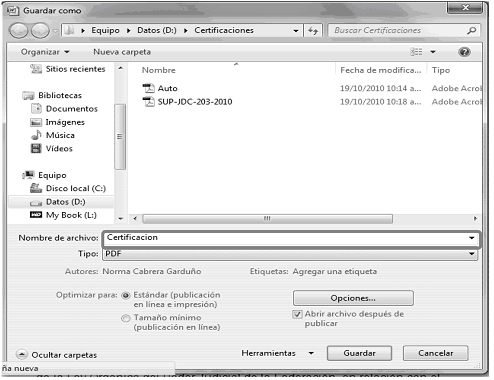 Guardar como
Equipo Datos (D:) Certificaciones
Buscar Certificaciones
Organizar Nueva carpeta
Sitios recientes
Bibliotecas
Documentos
Imágenes
Música
Vídeos
Equipo
Disco local (C:)
Datos (D:)
My Book (L:)
Nombre Fecha de modifica... Tipo
Auto 19/10/2010 10:14 a... Adobe Acrol
SUP-JDC-203-2010 19/10/2010 10:18 a... Adobe Acrol
Nombre de archivo: Certificacion
Tipo: PDF
Autores: Norma Cabrera Garduño Etiquetas: Agregar una etiqueta
Optimizar para: Estándar (publicación
en línea e impresión)
Tamaño mínimo
(publicación en línea)
Opciones...
Abrir archivo después de
publicar
Ocultar carpetas Herramientas Guardar Cancelar
ña nueva